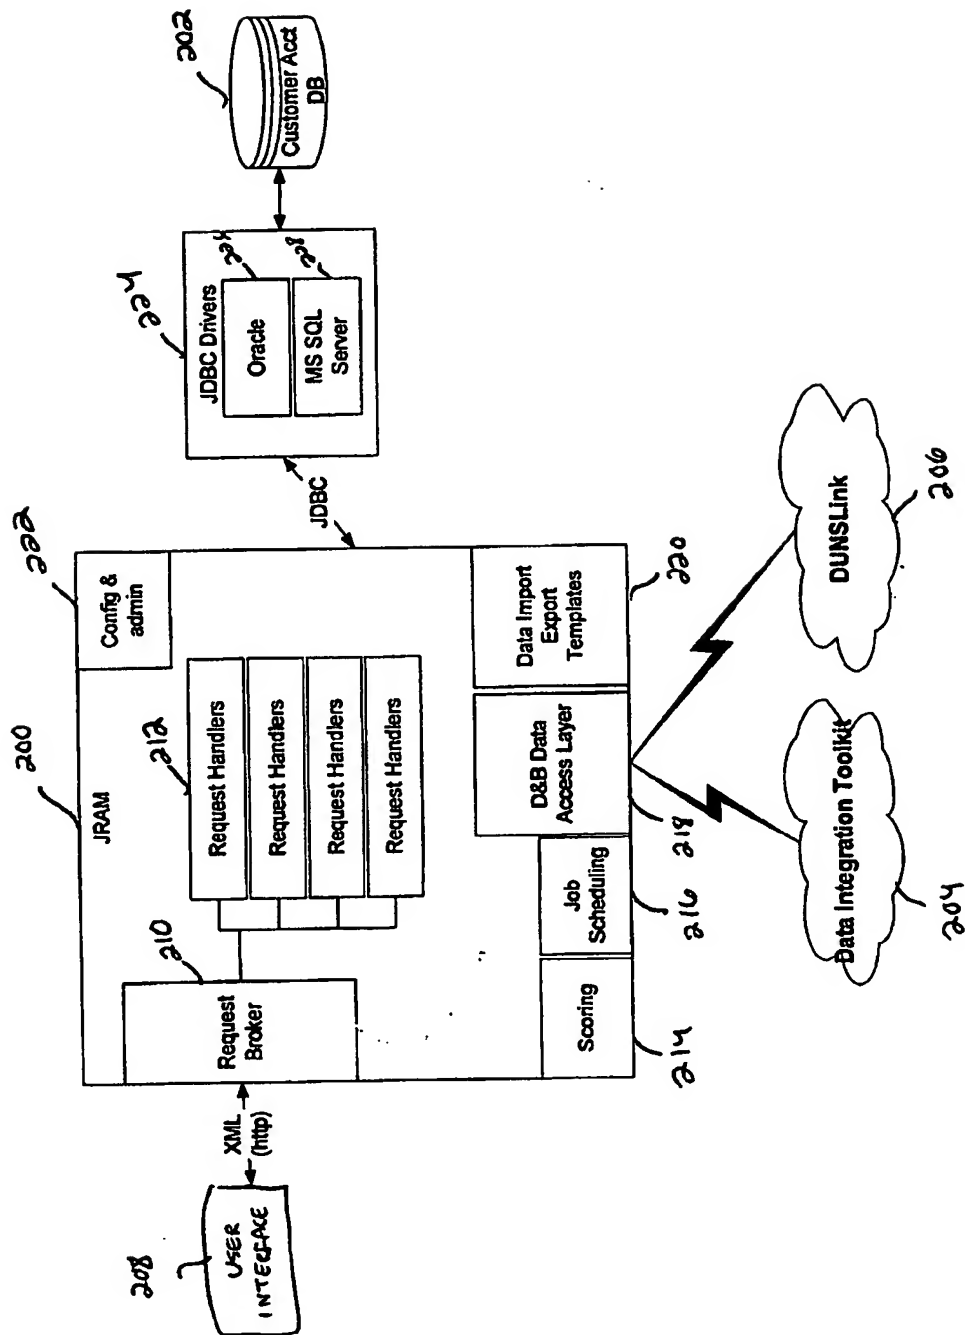 208
USER
INTERFACE
XML
(http)
200
JRAM
210
Request
Broker
212
Request Handlers
Request Handlers
Request Handlers
Request Handlers
222
Config &
admin
Scoring
214
Job
Scheduling
216
D&B Data
Access Layer
218
Data Import
Export
Templates
220
Data Integration Toolkit
204
DUNSLink
206
JDBC
224
JDBC Drivers
Oracle
MS SQL
Server
228
202
Customer Acct
DB